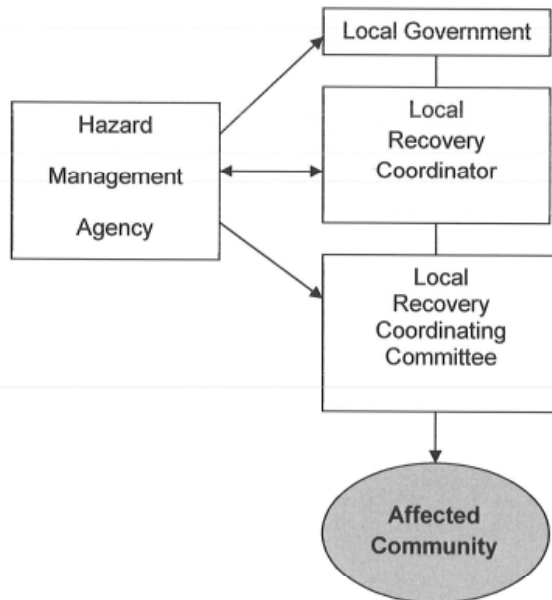 Local Government
Hazard
Management
Agency
Local
Recovery
Coordinator
Local
Recovery
Coordinating
Committee
Affected
Community